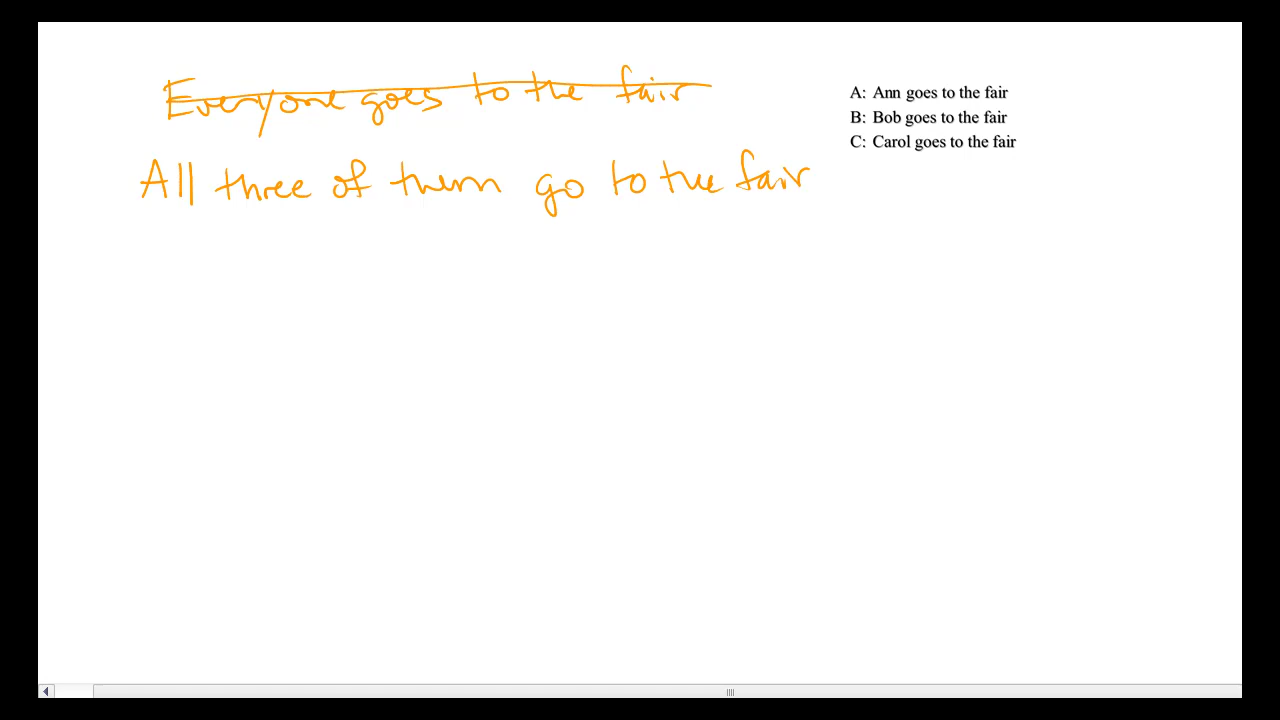 Everyone goes to the fair
All three of them go to the fair
A: Ann goes to the fair
B: Bob goes to the fair
C: Carol goes to the fair